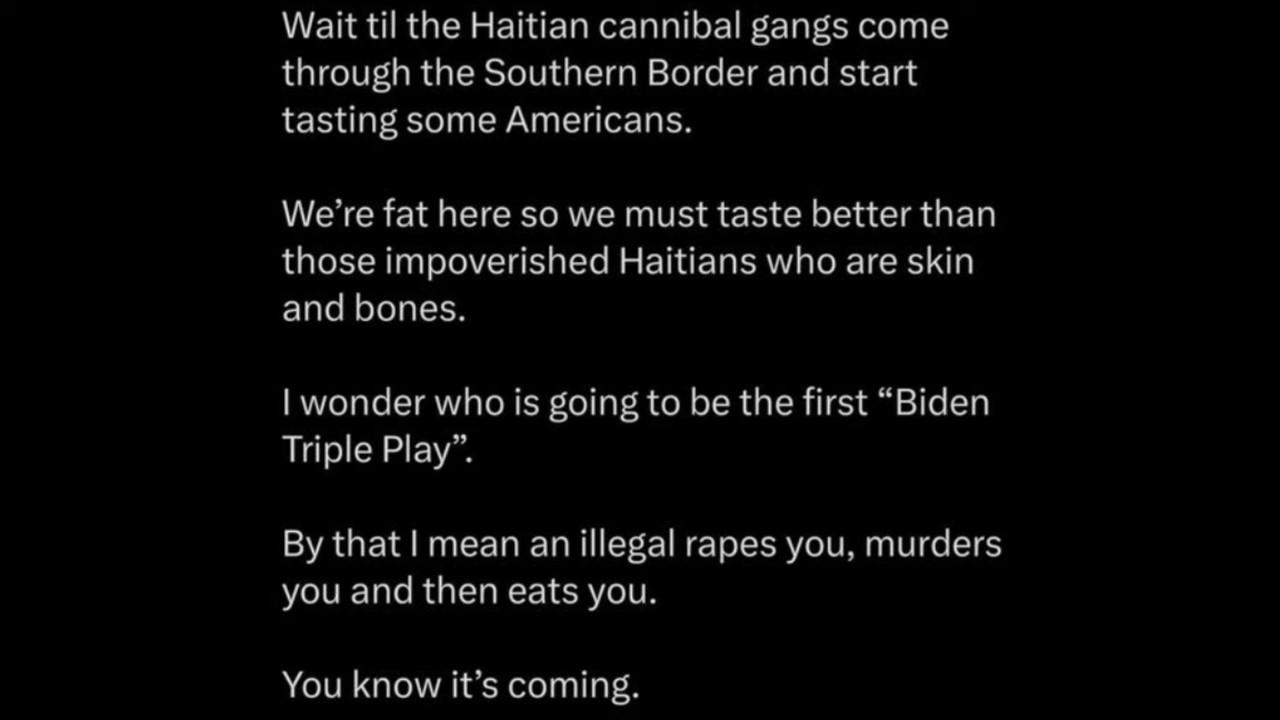 Wait til the Haitian cannibal gangs come
through the Southern Border and start
tasting some Americans.
We’re fat here so we must taste better than
those impoverished Haitians who are skin
and bones.
I wonder who is going to be the first “Biden
Triple Play”.
By that I mean an illegal rapes you, murders
you and then eats you.
You know it’s coming.